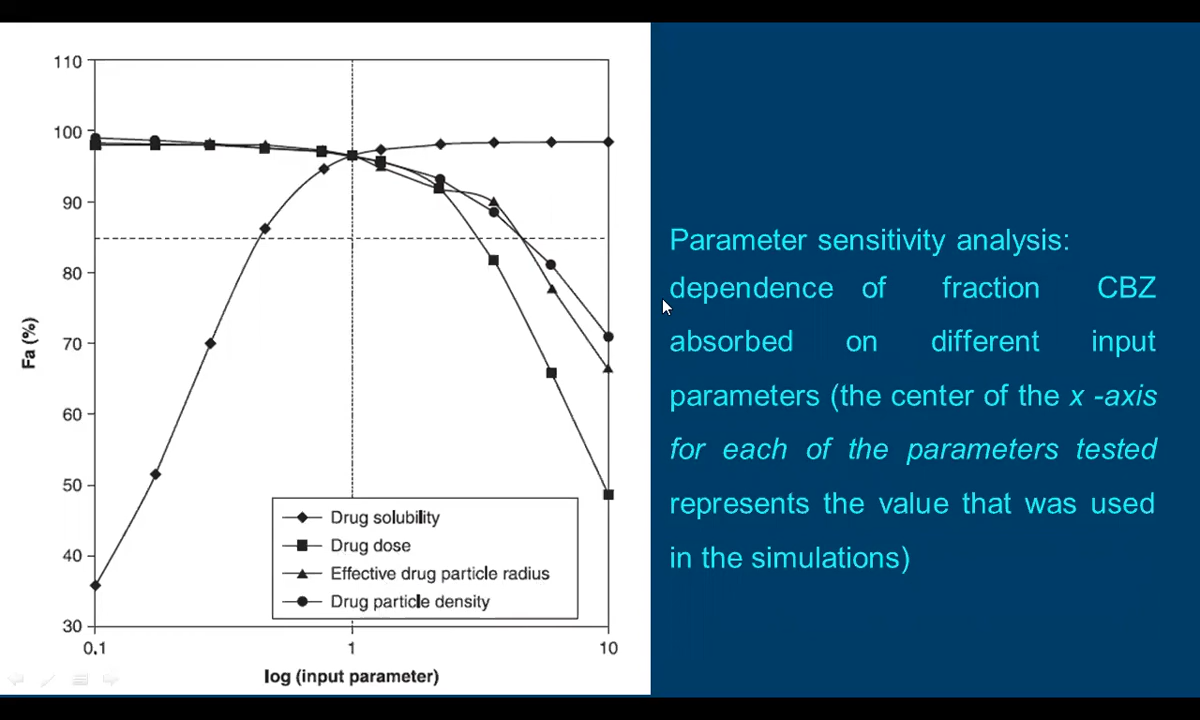 110
100
90
80
70
60
50
40
30
Fa (%)
0.1
1
10
log (input parameter)
Drug solubility
Drug dose
Effective drug particle radius
Drug particle density
Parameter sensitivity analysis:
dependence of fraction CBZ
absorbed on different input
parameters (the center of the x -axis
for each of the parameters tested
represents the value that was used
in the simulations)